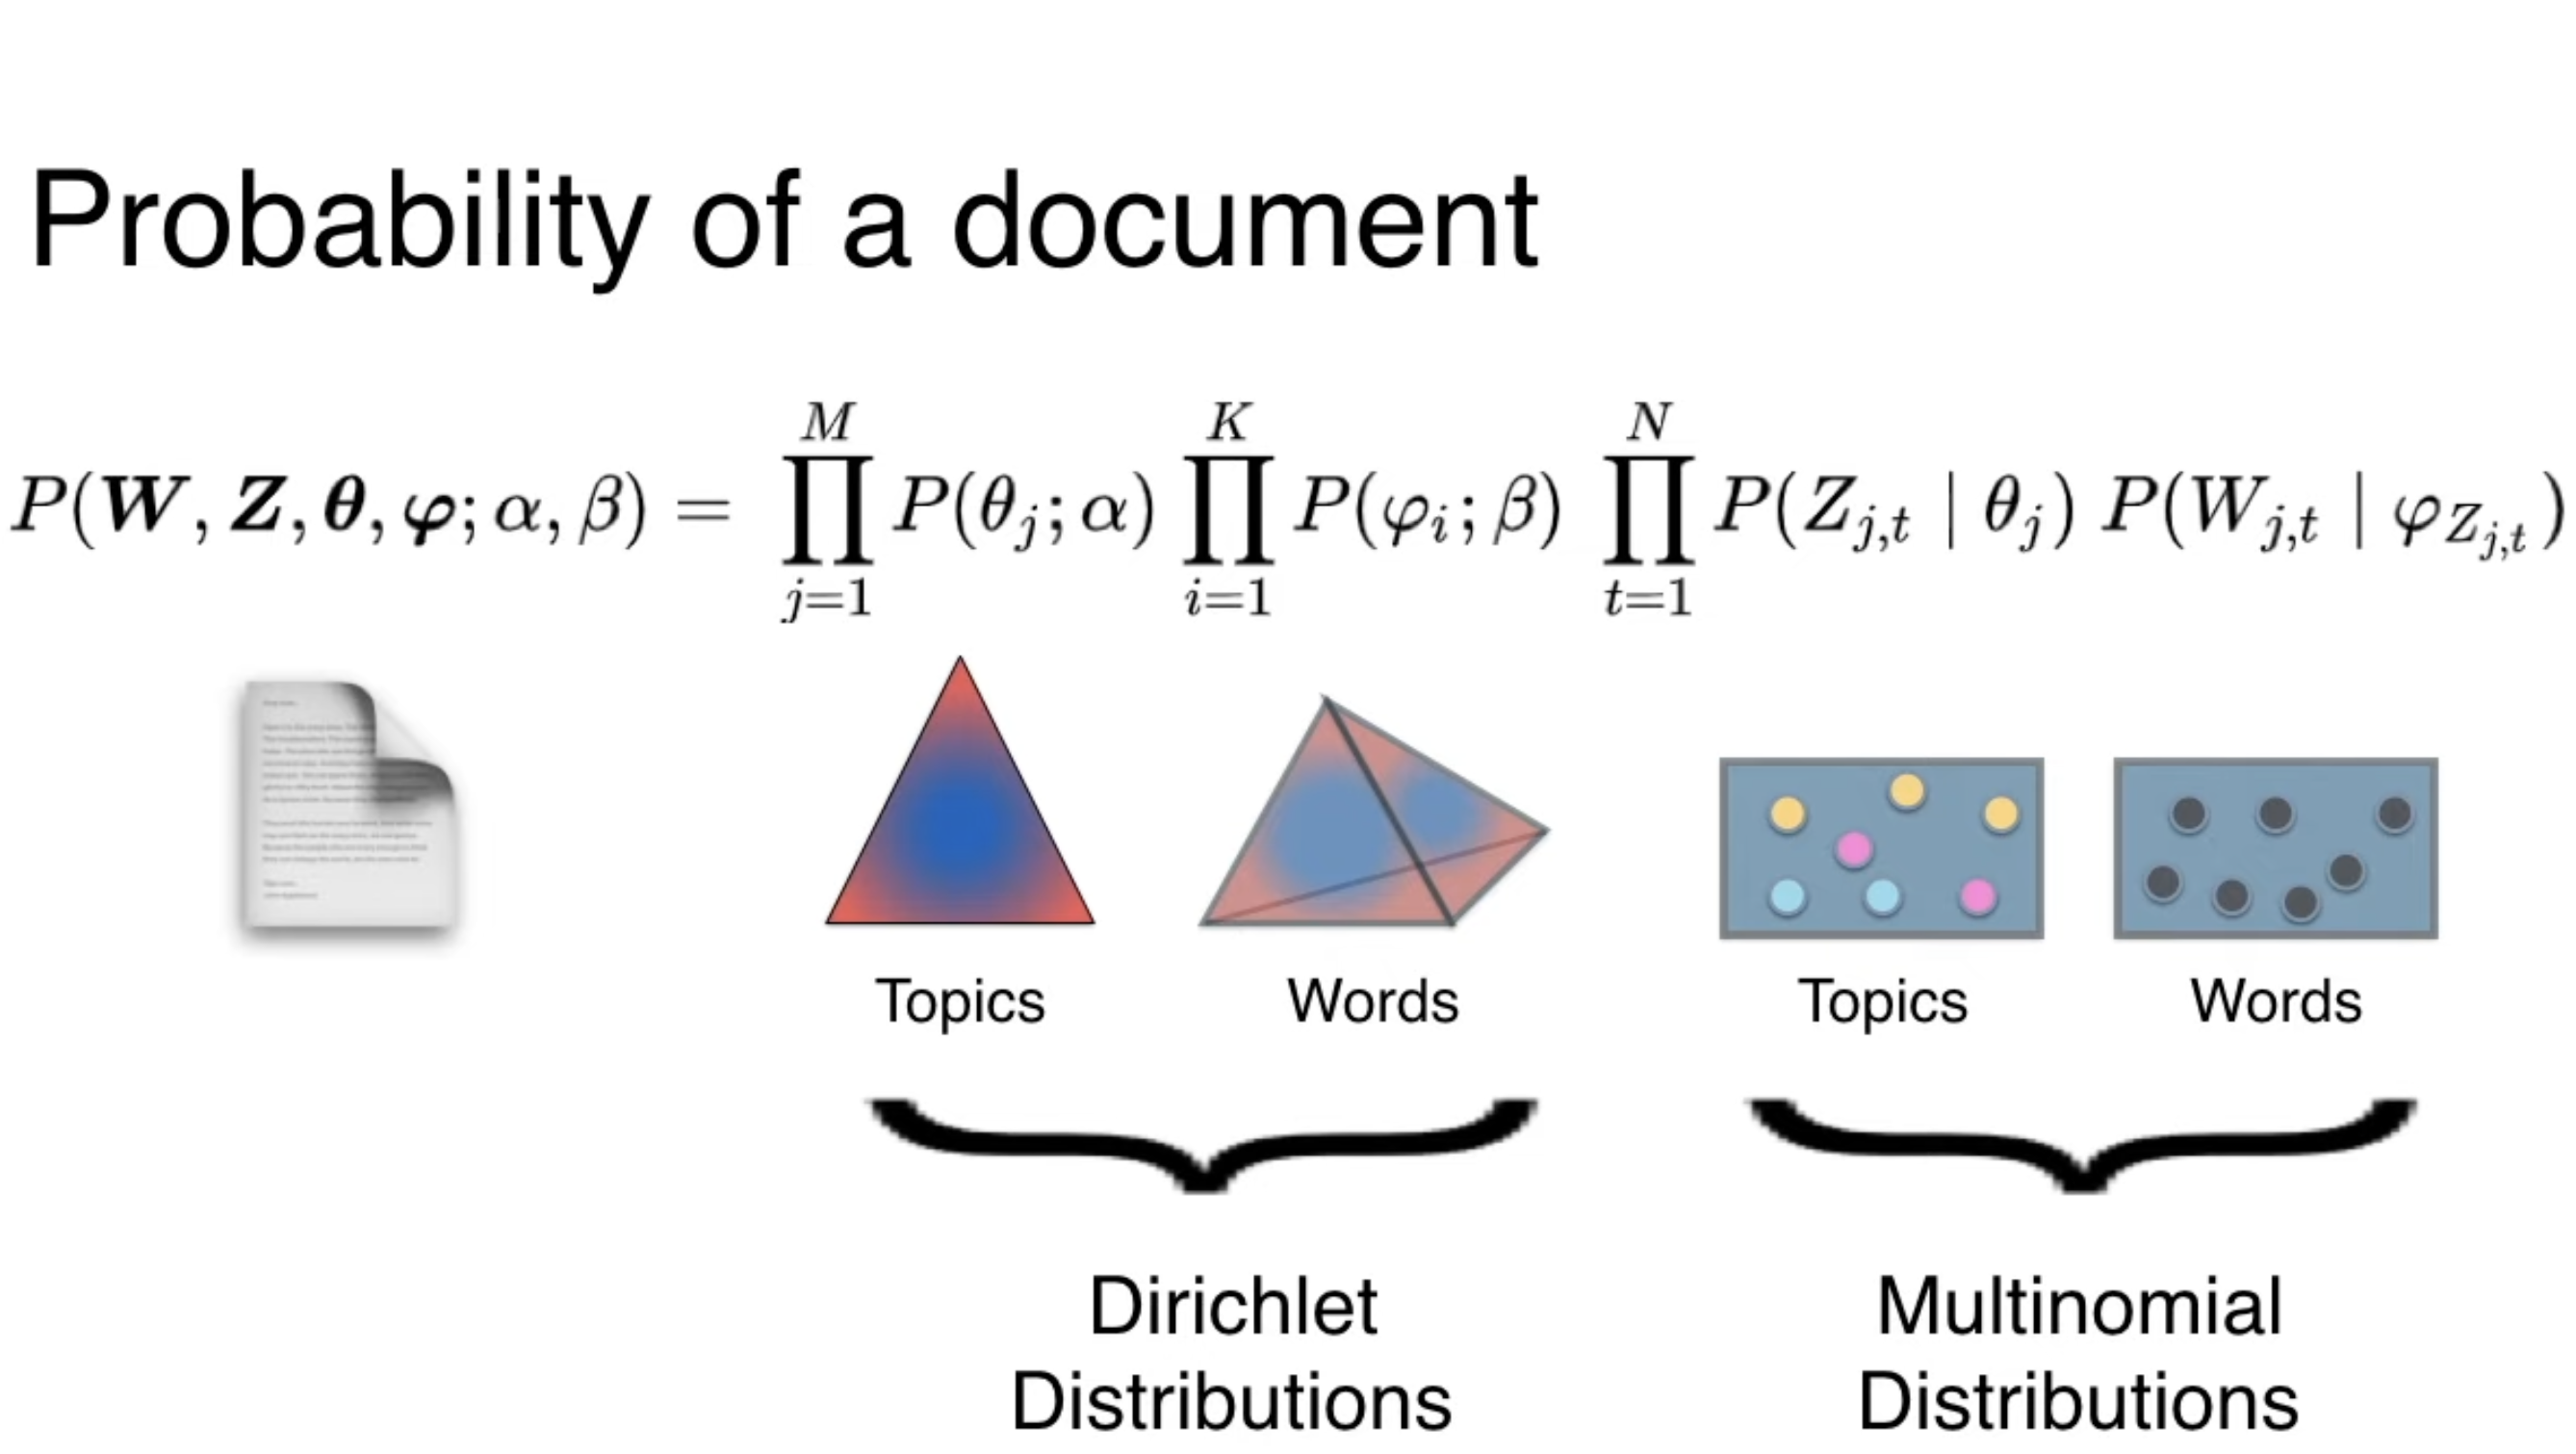 Probability of a document
P(W, Z, θ, φ; α, β) = ∏_{j=1}^{M} P(θ_j; α) ∏_{i=1}^{K} P(φ_i; β) ∏_{t=1}^{N} P(Z_{j,t} | θ_j) P(W_{j,t} | φ_{Z_{j,t}})
Topics Words Topics Words
Dirichlet Distributions
Multinomial Distributions